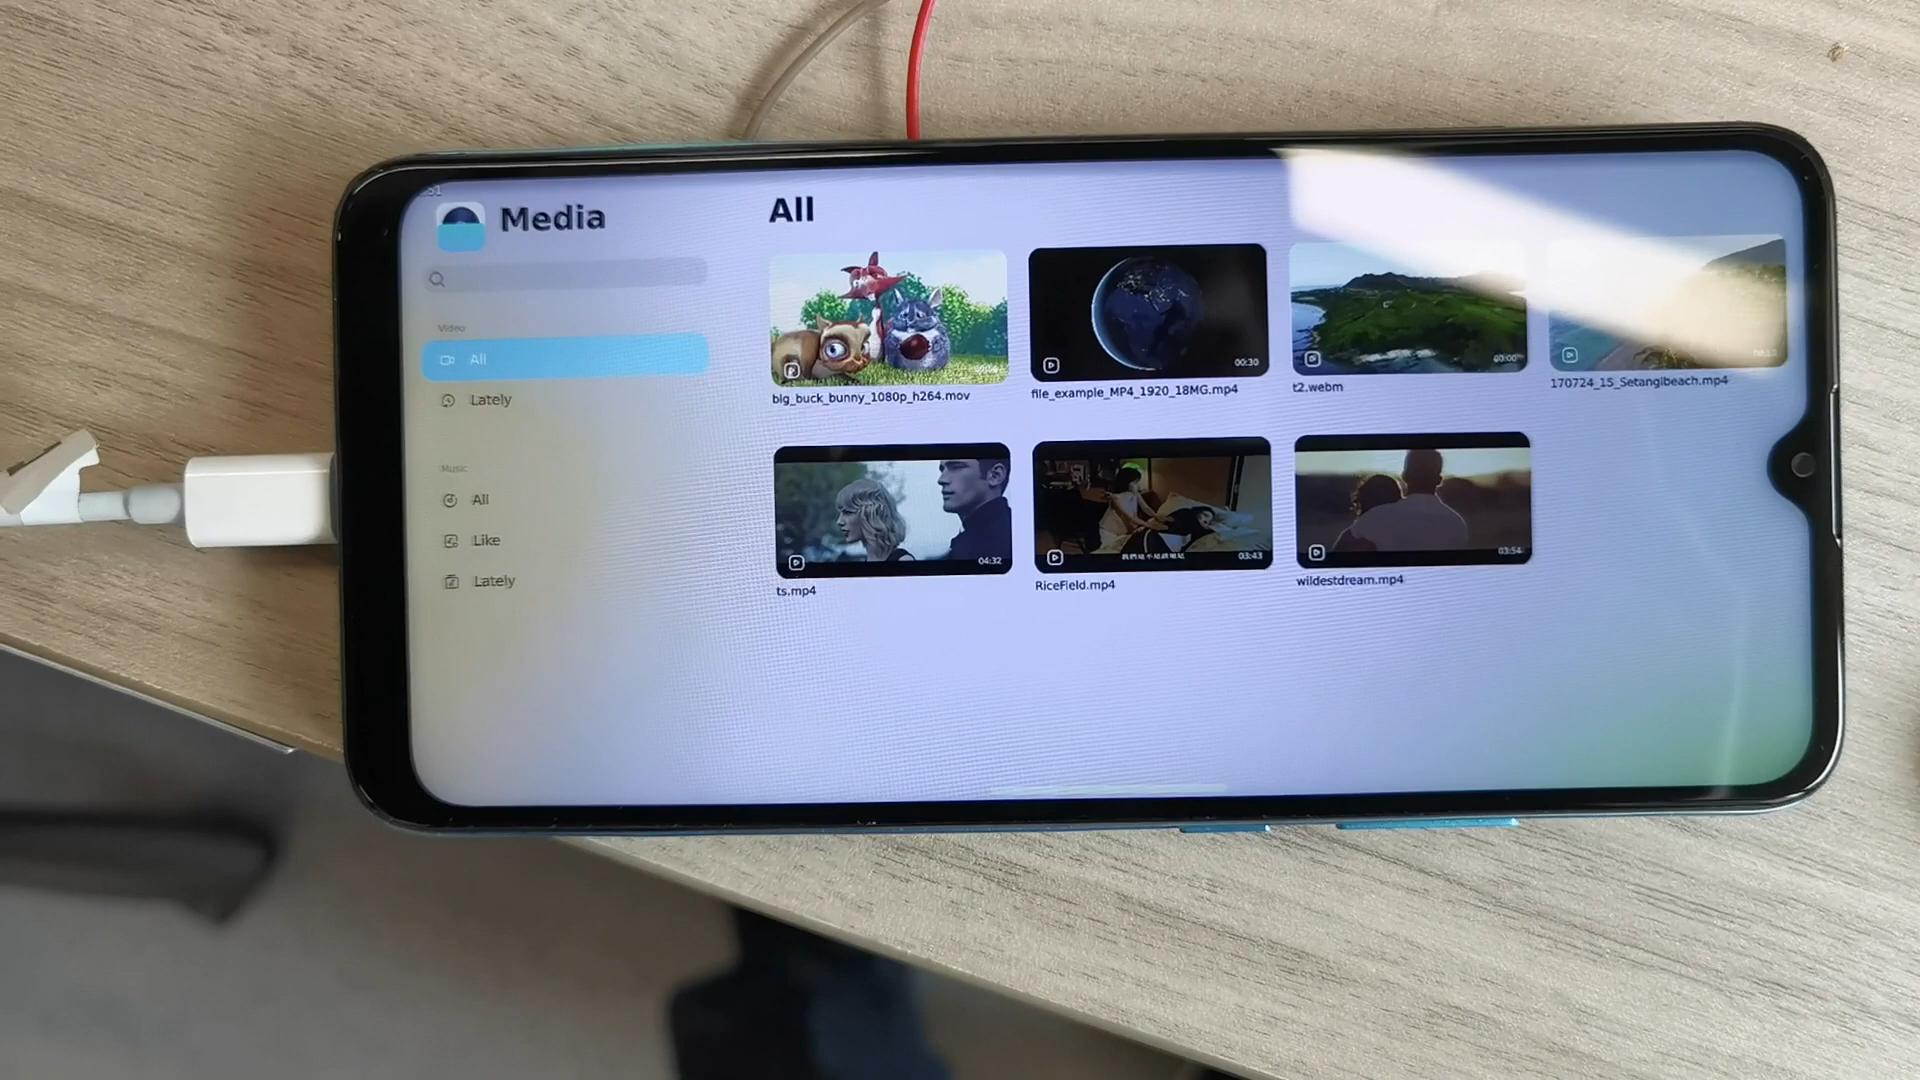 Media
Video
All
Lately
Music
All
Like
Lately
All
big_buck_bunny_1080p_h264.mov
00:30
file_example_MP4_1920_18MG.mp4
00:00
t2.webm
170724_15_Setangibeach.mp4
04:32
ts.mp4
03:43
RiceField.mp4
03:54
wildestdream.mp4